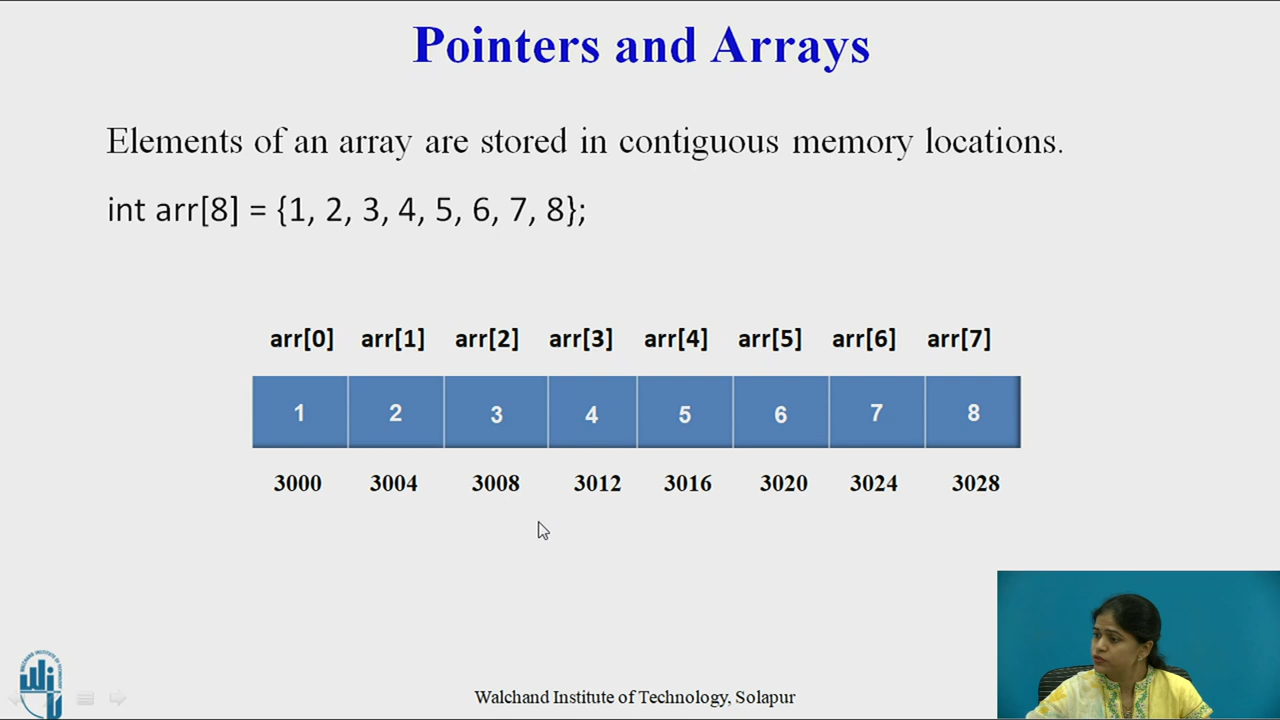 Pointers and Arrays
Elements of an array are stored in contiguous memory locations.
int arr[8] = {1, 2, 3, 4, 5, 6, 7, 8};
arr[0] arr[1] arr[2] arr[3] arr[4] arr[5] arr[6] arr[7]
1 2 3 4 5 6 7 8
3000 3004 3008 3012 3016 3020 3024 3028
Walchand Institute of Technology, Solapur